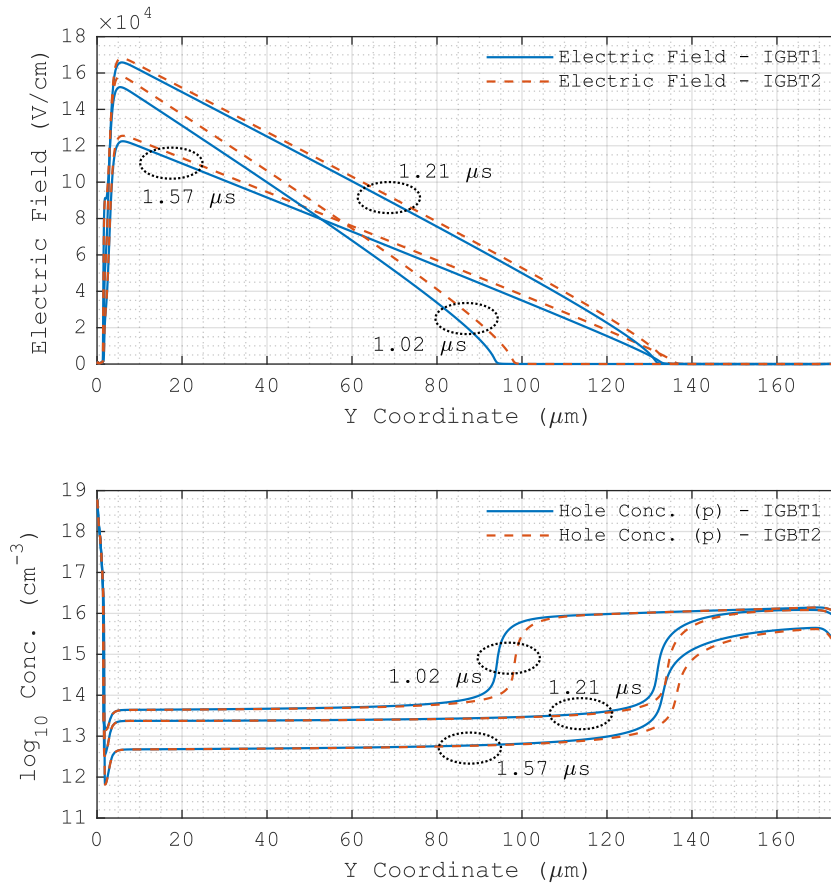 ×10⁴
18
16
14
12
10
8
6
4
2
0
Electric Field (V/cm)
Electric Field - IGBT1
Electric Field - IGBT2
1.21 μs
1.57 μs
1.02 μs
0 20 40 60 80 100 120 140 160
Y Coordinate (μm)
19
18
17
16
15
14
13
12
11
log₁₀ Conc. (cm⁻³)
Hole Conc. (p) - IGBT1
Hole Conc. (p) - IGBT2
1.02 μs
1.21 μs
1.57 μs
0 20 40 60 80 100 120 140 160
Y Coordinate (μm)